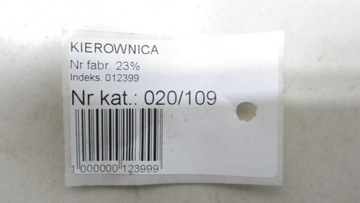 KIEROWNICA
Nr fabr. 23%
Indeks: 012399
Nr kat.: 020/109
1 000000 123999